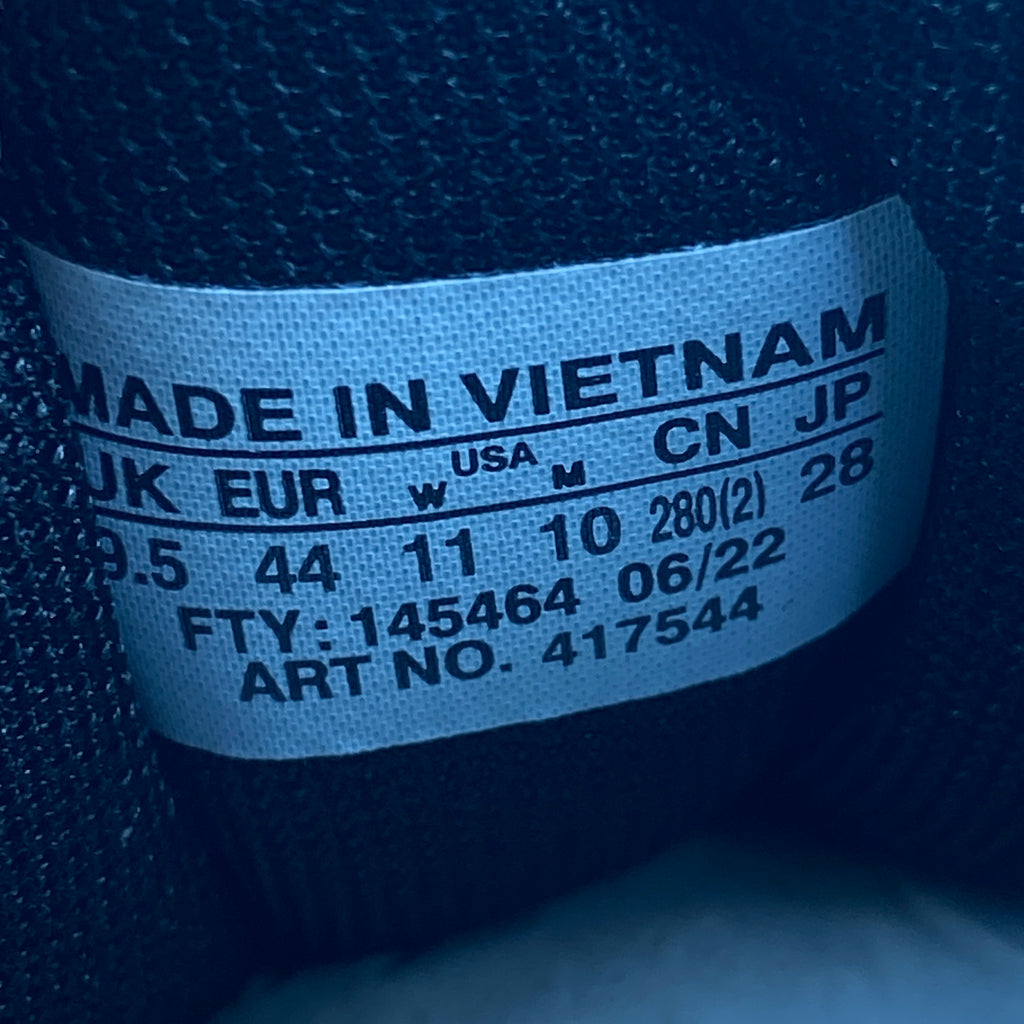 MADE IN VIETNAM
UK EUR W USA M CN JP
9.5 44 11 10 280(2) 28
FTY: 145464 06/22
ART NO. 417544